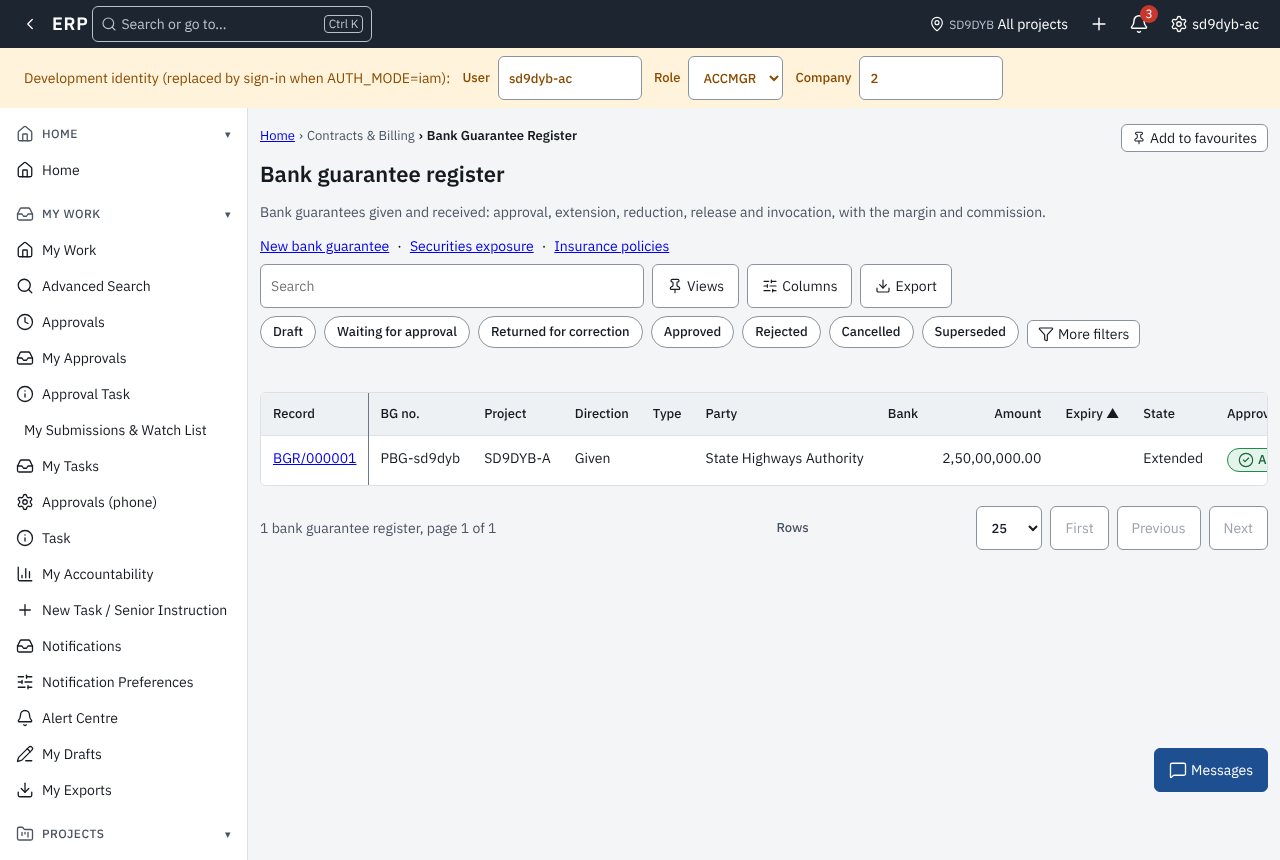 ERP Search or go to... Ctrl K SD9DYB All projects 3 sd9dyb-ac
Development identity (replaced by sign-in when AUTH_MODE=iam): User sd9dyb-ac Role ACCMGR Company 2
HOME
Home
MY WORK
My Work
Advanced Search
Approvals
My Approvals
Approval Task
My Submissions & Watch List
My Tasks
Approvals (phone)
Task
My Accountability
New Task / Senior Instruction
Notifications
Notification Preferences
Alert Centre
My Drafts
My Exports
PROJECTS
Home › Contracts & Billing › Bank Guarantee Register
Add to favourites
Bank guarantee register
Bank guarantees given and received: approval, extension, reduction, release and invocation, with the margin and commission.
New bank guarantee · Securities exposure · Insurance policies
Search Views Columns Export
Draft Waiting for approval Returned for correction Approved Rejected Cancelled Superseded More filters
Record BG no. Project Direction Type Party Bank Amount Expiry ▲ State Approv
BGR/000001 PBG-sd9dyb SD9DYB-A Given State Highways Authority 2,50,00,000.00 Extended A
1 bank guarantee register, page 1 of 1 Rows 25 First Previous Next
Messages